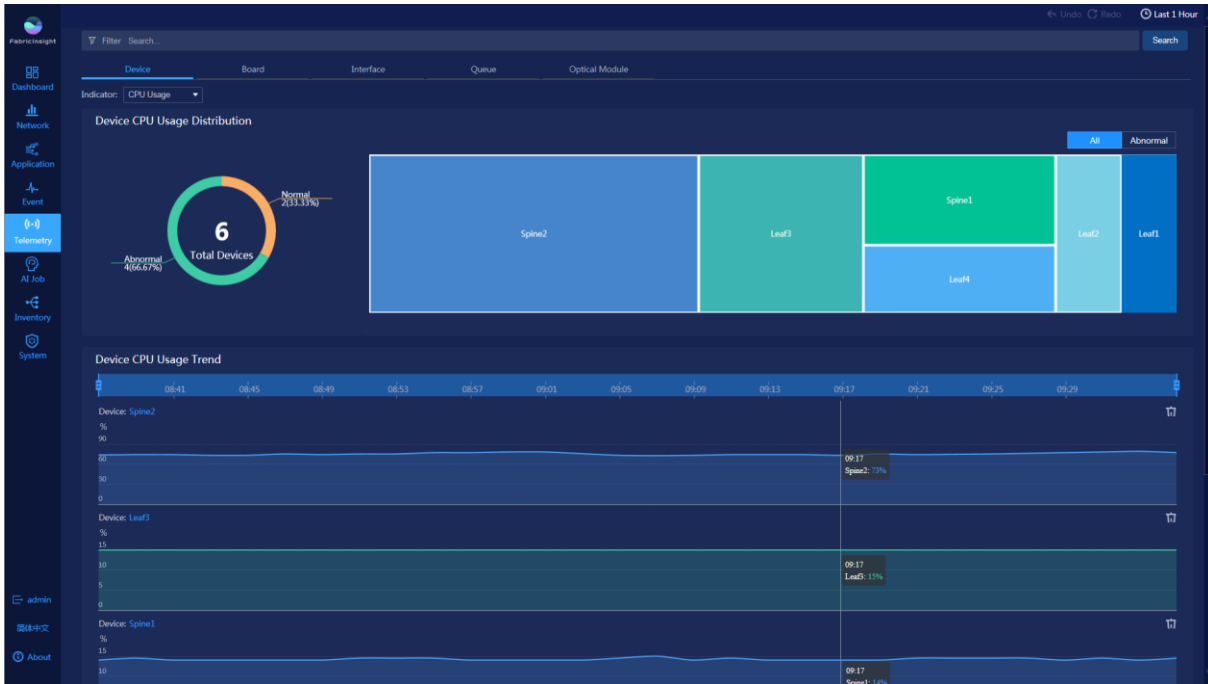 Undo Redo Last 1 Hour
FabricInsight
Filter Search... Search
Device Board Interface Queue Optical Module
Dashboard
Indicator: CPU Usage
Network
Device CPU Usage Distribution
All Abnormal
Application
Event
Telemetry
AI Job
Inventory
System
Normal
2(33.33%)
6
Total Devices
Abnormal
4(66.67%)
Spine2
Leaf3
Spine1
Leaf4
Leaf2
Leaf1
Device CPU Usage Trend
08:41 08:45 08:49 08:53 08:57 09:01 09:05 09:09 09:13 09:17 09:21 09:25 09:29
Device: Spine2
%
90
60
30
0
09:17
Spine2: 73%
Device: Leaf3
%
15
10
5
0
09:17
Leaf3: 15%
Device: Spine1
%
15
10
09:17
Spine1: 14%
admin
简体中文
About